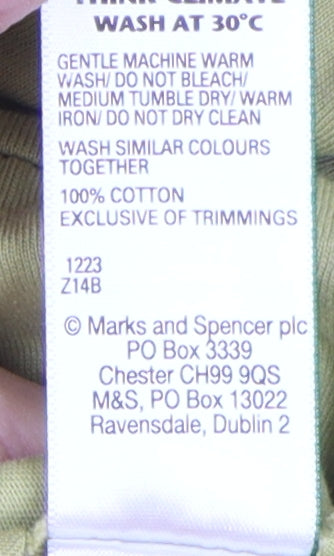 THINK CLIMATE
WASH AT 30°C
GENTLE MACHINE WARM
WASH/ DO NOT BLEACH/
MEDIUM TUMBLE DRY/ WARM
IRON/ DO NOT DRY CLEAN
WASH SIMILAR COLOURS
TOGETHER
100% COTTON
EXCLUSIVE OF TRIMMINGS
1223
Z14B
© Marks and Spencer plc
PO Box 3339
Chester CH99 9QS
M&S, PO Box 13022
Ravensdale, Dublin 2